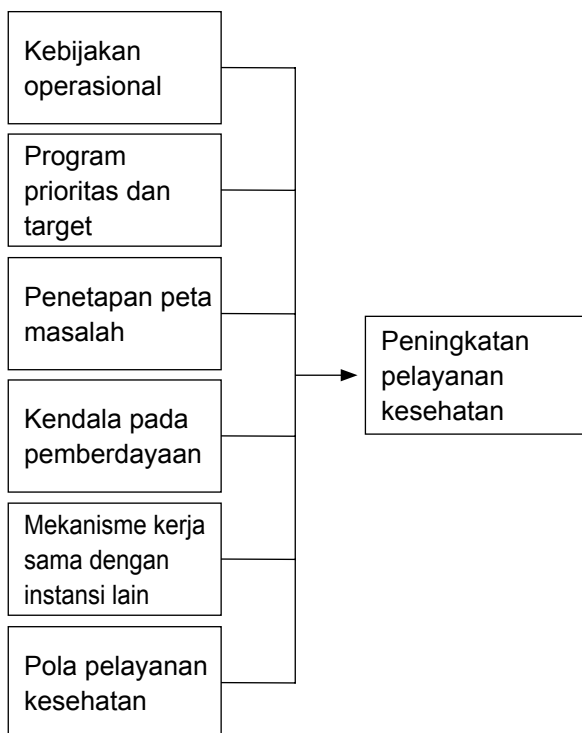 Kebijakan
operasional
Program
prioritas dan
target
Penetapan peta
masalah
Kendala pada
pemberdayaan
Mekanisme kerja
sama dengan
instansi lain
Pola pelayanan
kesehatan
Peningkatan
pelayanan
kesehatan